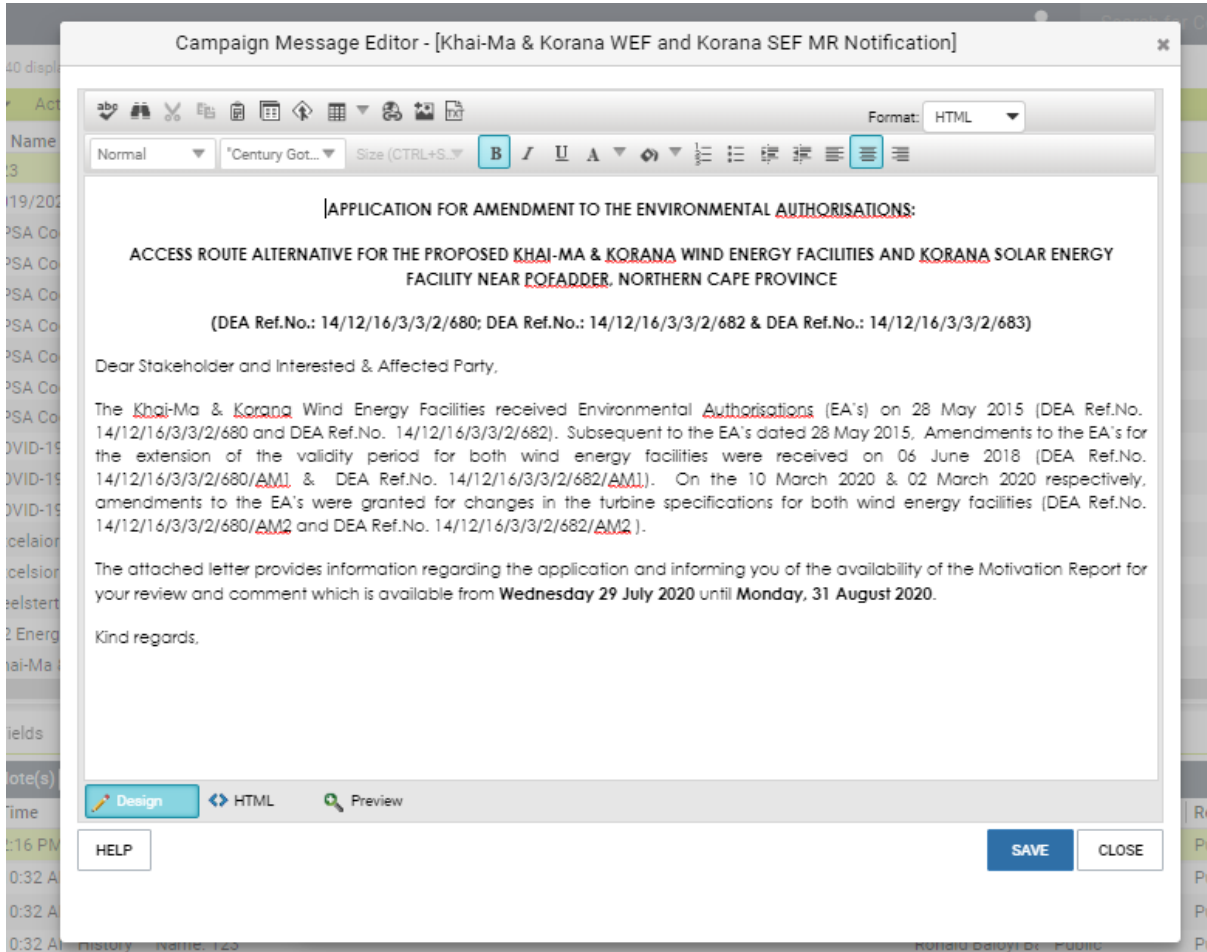 Campaign Message Editor - [Khai-Ma & Korana WEF and Korana SEF MR Notification]
Format: HTML
Normal "Century Got... Size (CTRL+S... B I U A
APPLICATION FOR AMENDMENT TO THE ENVIRONMENTAL AUTHORISATIONS:
ACCESS ROUTE ALTERNATIVE FOR THE PROPOSED KHAI-MA & KORANA WIND ENERGY FACILITIES AND KORANA SOLAR ENERGY
FACILITY NEAR POFADDER, NORTHERN CAPE PROVINCE
(DEA Ref.No.: 14/12/16/3/3/2/680; DEA Ref.No.: 14/12/16/3/3/2/682 & DEA Ref.No.: 14/12/16/3/3/2/683)
Dear Stakeholder and Interested & Affected Party,
The Khai-Ma & Korana Wind Energy Facilities received Environmental Authorisations (EA's) on 28 May 2015 (DEA Ref.No.
14/12/16/3/3/2/680 and DEA Ref.No. 14/12/16/3/3/2/682). Subsequent to the EA's dated 28 May 2015, Amendments to the EA's for
the extension of the validity period for both wind energy facilities were received on 06 June 2018 (DEA Ref.No.
14/12/16/3/3/2/680/AM1 & DEA Ref.No. 14/12/16/3/3/2/682/AM1). On the 10 March 2020 & 02 March 2020 respectively,
amendments to the EA's were granted for changes in the turbine specifications for both wind energy facilities (DEA Ref.No.
14/12/16/3/3/2/680/AM2 and DEA Ref.No. 14/12/16/3/3/2/682/AM2 ).
The attached letter provides information regarding the application and informing you of the availability of the Motivation Report for
your review and comment which is available from Wednesday 29 July 2020 until Monday, 31 August 2020.
Kind regards,
Design HTML Preview
HELP SAVE CLOSE
Name
ields
Time
0:32 A
0:32 A
History Name: 123 Public